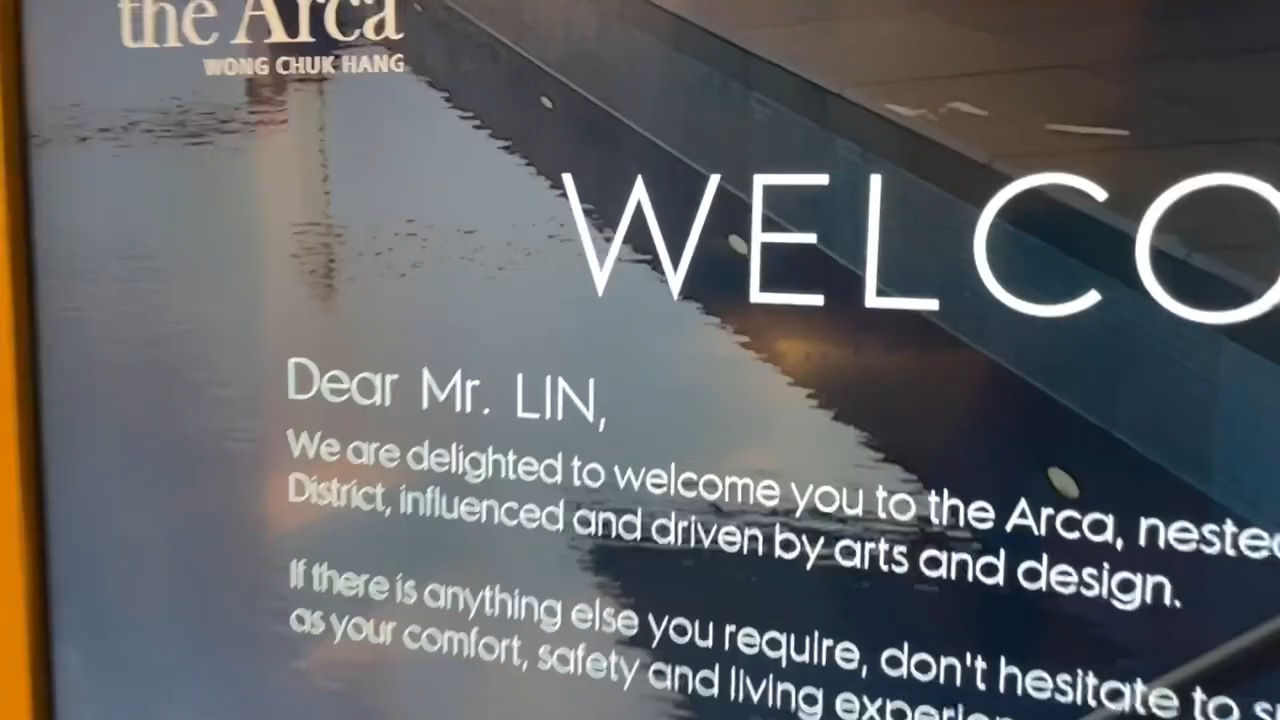 the Arca
WONG CHUK HANG
WELCO
Dear Mr. LIN,
We are delighted to welcome you to the Arca, nested
District, influenced and driven by arts and design.
If there is anything else you require, don't hesitate to
as your comfort, safety and living